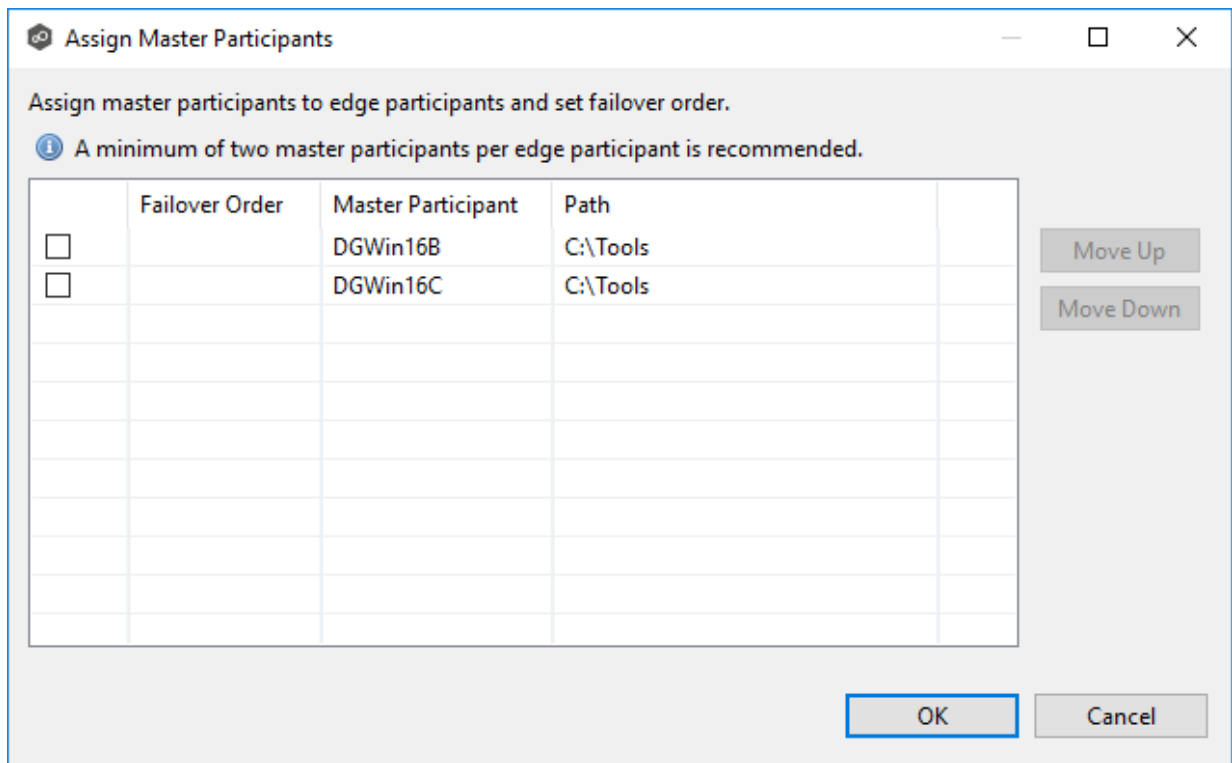 Assign Master Participants
Assign master participants to edge participants and set failover order.
A minimum of two master participants per edge participant is recommended.
Failover Order Master Participant Path
DGWin16B C:\Tools
DGWin16C C:\Tools
Move Up
Move Down
OK Cancel